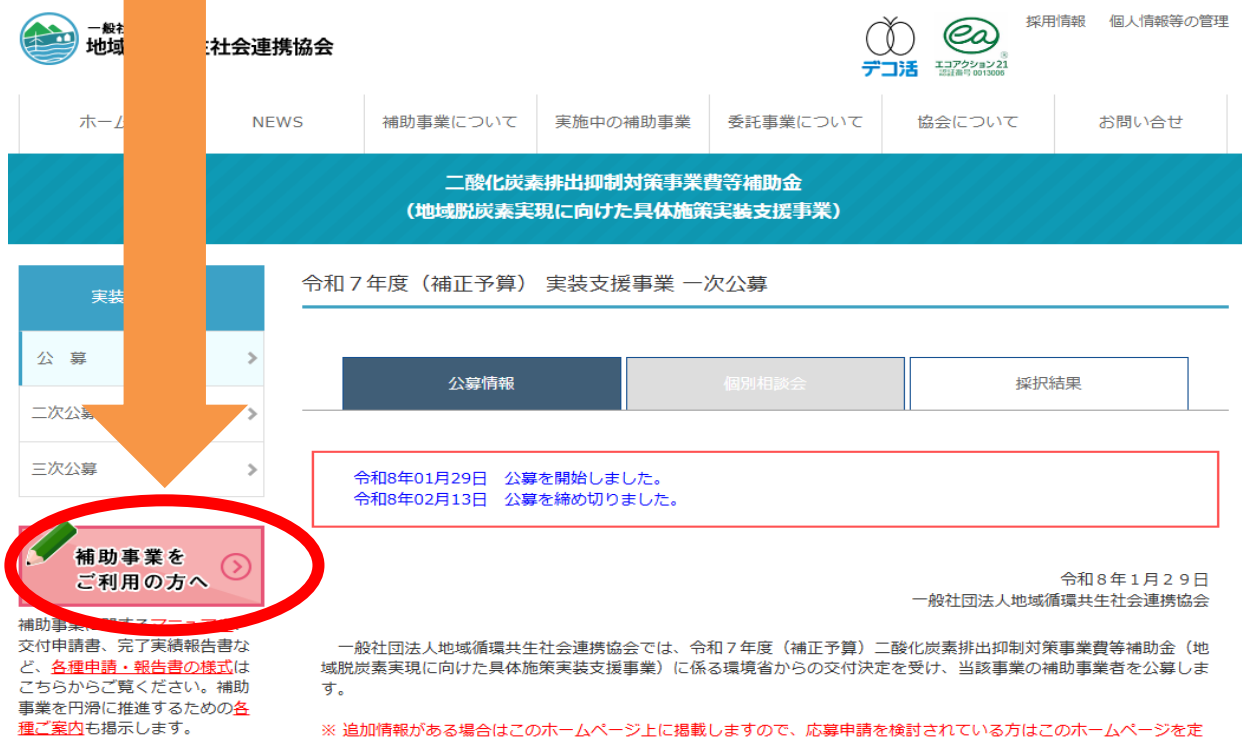 一般社
地域 生社会連携協会
デコ活
エコアクション21
認証番号 0013006
採用情報 個人情報等の管理
ホーム NEWS 補助事業について 実施中の補助事業 委託事業について 協会について お問い合せ
二酸化炭素排出抑制対策事業費等補助金
（地域脱炭素実現に向けた具体施策実装支援事業）
実装
公 募
二次公募
三次公募
補助事業を
ご利用の方へ
補助事業に関するマニュアル、
交付申請書、完了実績報告書な
ど、各種申請・報告書の様式は
こちらからご覧ください。補助
事業を円滑に推進するための各
種ご案内も掲示します。
令和７年度（補正予算） 実装支援事業 一次公募
公募情報 個別相談会 採択結果
令和8年01月29日 公募を開始しました。
令和8年02月13日 公募を締め切りました。
令和８年１月２９日
一般社団法人地域循環共生社会連携協会
一般社団法人地域循環共生社会連携協会では、令和７年度（補正予算）二酸化炭素排出抑制対策事業費等補助金（地
域脱炭素実現に向けた具体施策実装支援事業）に係る環境省からの交付決定を受け、当該事業の補助事業者を公募しま
す。
※ 追加情報がある場合はこのホームページ上に掲載しますので、応募申請を検討されている方はこのホームページを定